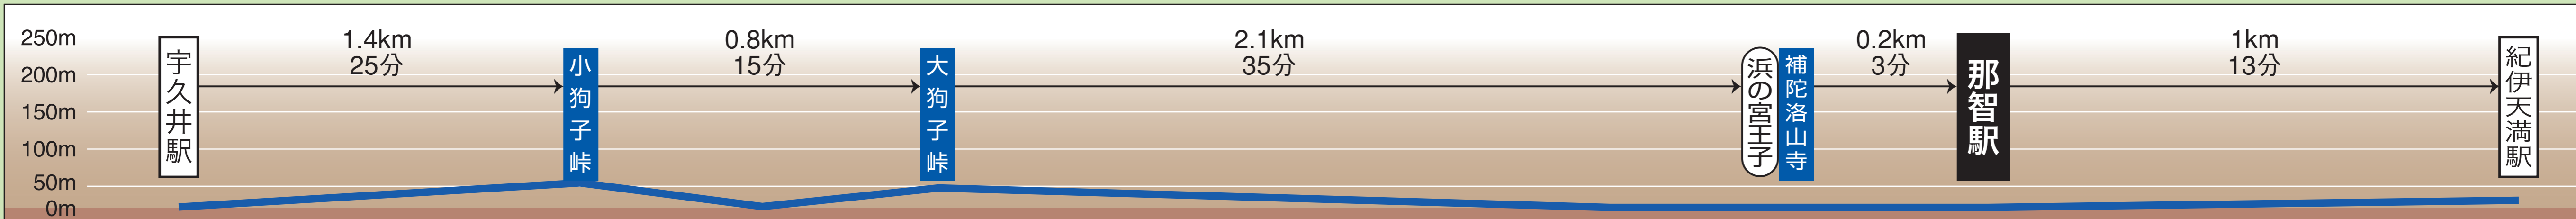 250m
200m
150m
100m
50m
0m
宇久井駅
1.4km
25分
小狗子峠
0.8km
15分
大狗子峠
2.1km
35分
浜の宮王子
補陀洛山寺
0.2km
3分
那智駅
1km
13分
紀伊天満駅